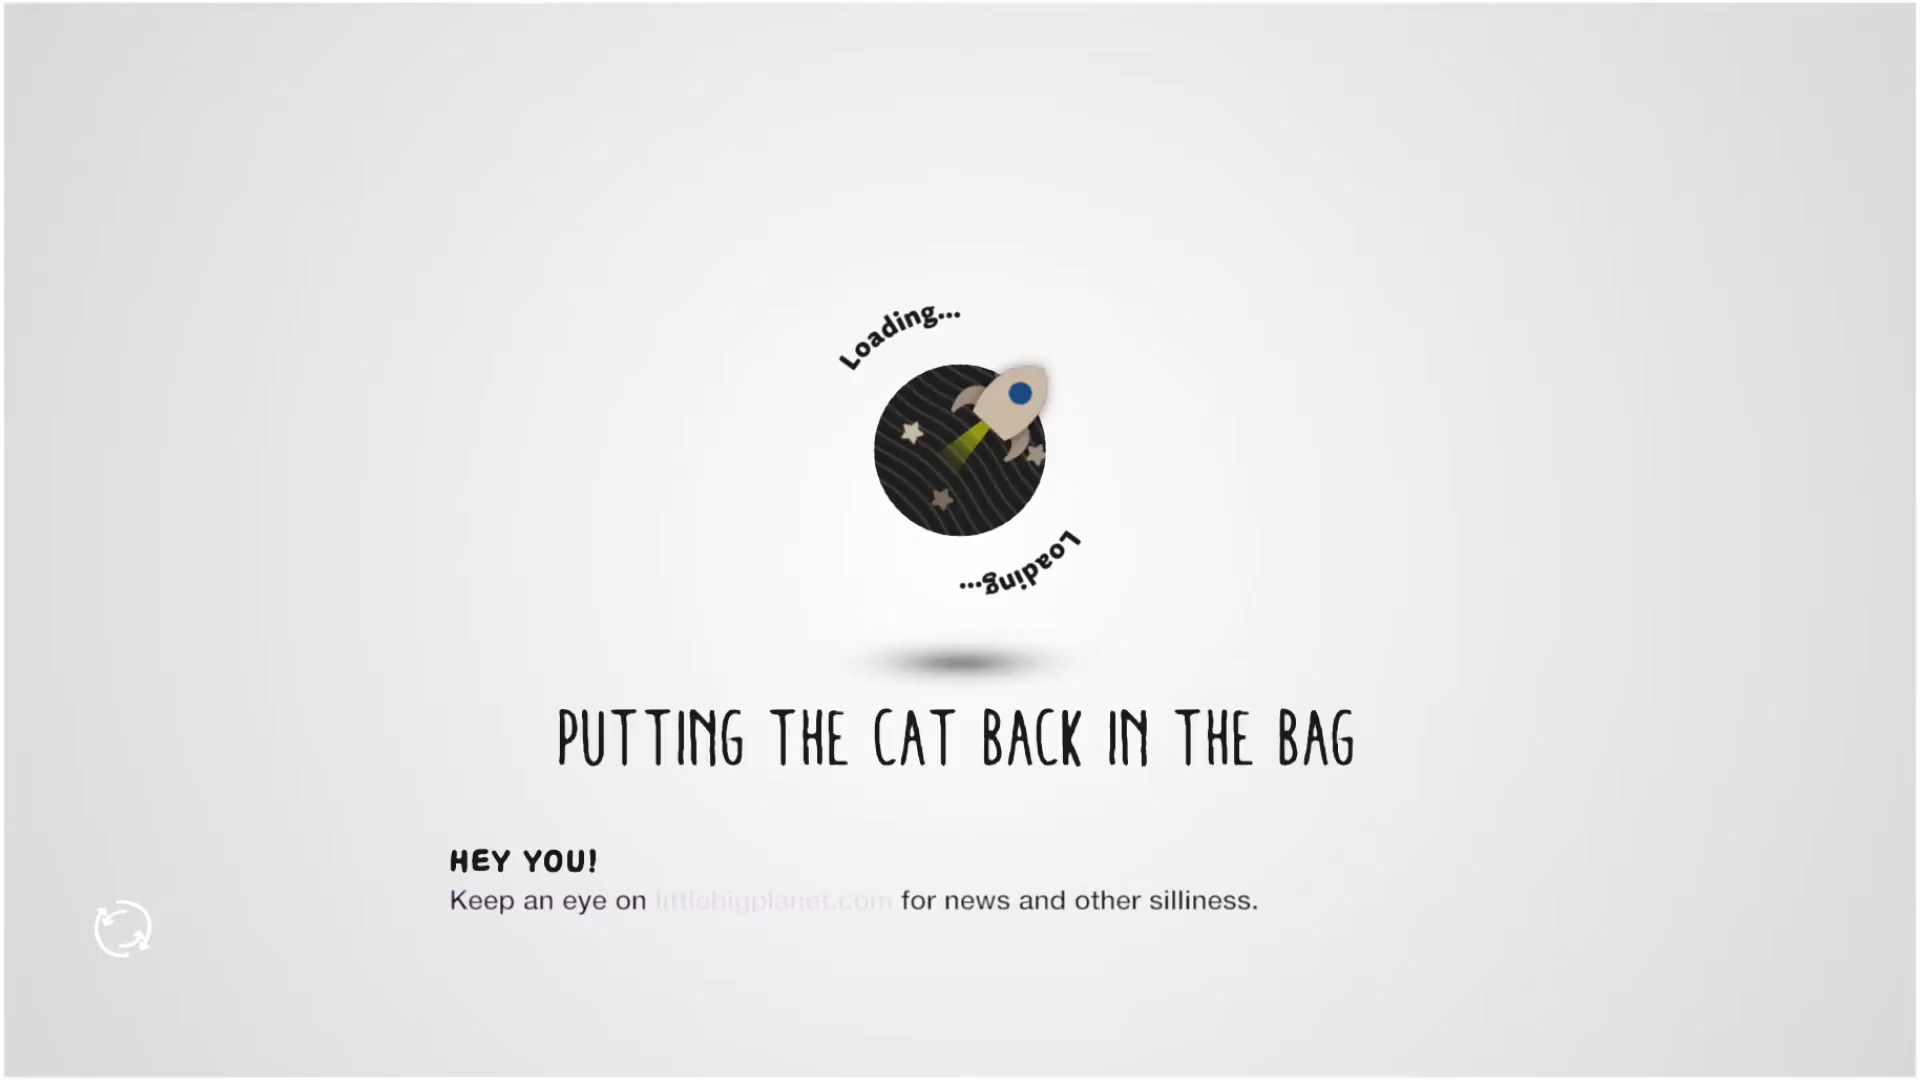 Loading...
Loading...
PUTTING THE CAT BACK IN THE BAG
HEY YOU!
Keep an eye on littlebigplanet.com for news and other silliness.